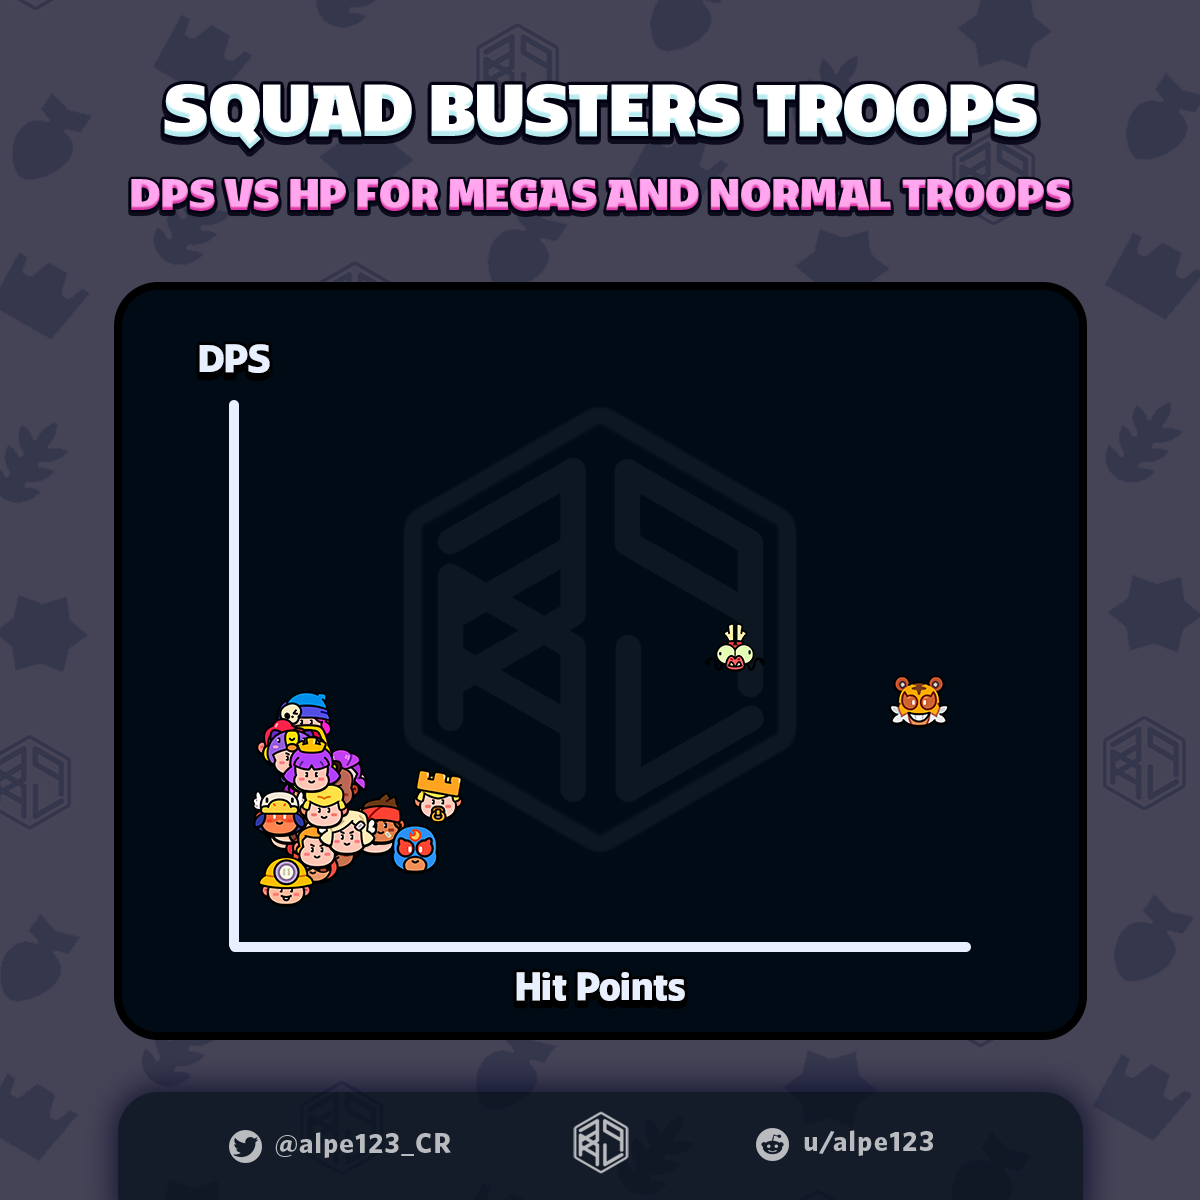 SQUAD BUSTERS TROOPS
DPS VS HP FOR MEGAS AND NORMAL TROOPS
DPS
Hit Points
@alpe123_CR
u/alpe123